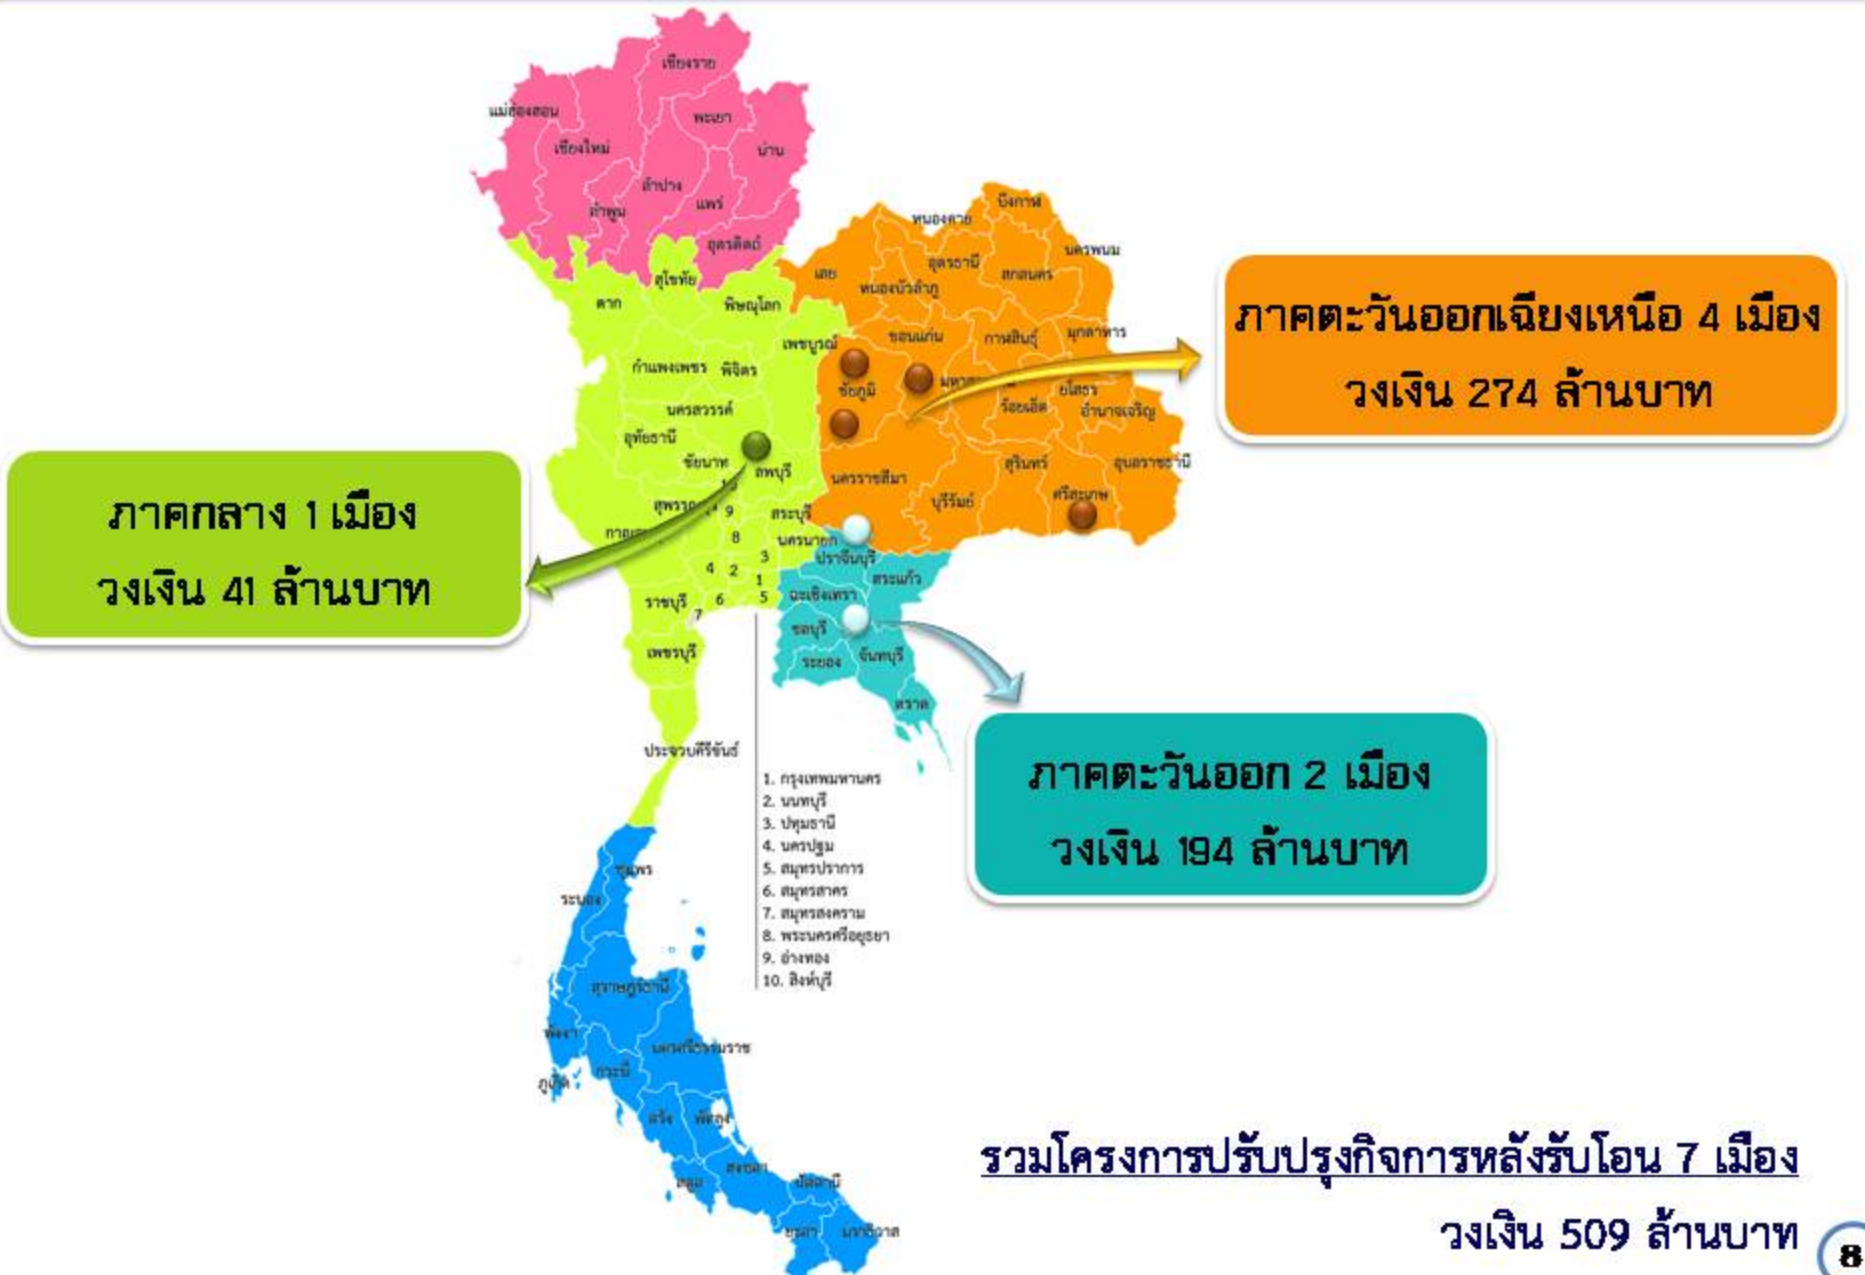 เชียงราย
แม่ฮ่องสอน
พะเยา
เชียงใหม่
น่าน
ลำปาง
ลำพูน
แพร่
อุตรดิตถ์
บึงกาฬ
หนองคาย
นครพนม
อุดรธานี
เลย
สกลนคร
หนองบัวลำภู
สุโขทัย
ตาก
พิษณุโลก
ขอนแก่น
กาฬสินธุ์
มุกดาหาร
เพชบูรณ์
กำแพงเพชร
พิจิตร
ชัยภูมิ
ยโสธร
ร้อยเอ็ด
อำนาจเจริญ
นครสวรรค์
อุทัยธานี
ชัยนาท
ลพบุรี
นครราชสีมา
สุรินทร์
อุบลราชธานี
บุรีรัมย์
ศรีสะเกษ
สระบุรี
9
8
นครนายก
3
ปราจีนบุรี
4 2
1
สระแก้ว
ราชบุรี
6
5
7
ฉะเชิงเทรา
ชลบุรี
เพชรบุรี
ระยอง
จันทบุรี
ตราด
ประจวบคีรีขันธ์
ภาคตะวันออกเฉียงเหนือ 4 เมือง
วงเงิน 274 ล้านบาท
ภาคกลาง 1 เมือง
วงเงิน 41 ล้านบาท
ภาคตะวันออก 2 เมือง
วงเงิน 194 ล้านบาท
1. กรุงเทพมหานคร
2. นนทบุรี
3. ปทุมธานี
4. นครปฐม
5. สมุทรปราการ
6. สมุทรสาคร
7. สมุทรสงคราม
8. พระนครศรีอยุธยา
9. อ่างทอง
10. สิงห์บุรี
ชุมพร
ระนอง
สุราษฎร์ธานี
พังงา
นครศรีธรรมราช
ภูเก็ต
กระบี่
ตรัง
พัทลุง
สงขลา
สตูล
ปัตตานี
ยะลา
นราธิวาส
รวมโครงการปรับปรุงกิจการหลังรับโอน 7 เมือง
วงเงิน 509 ล้านบาท
8